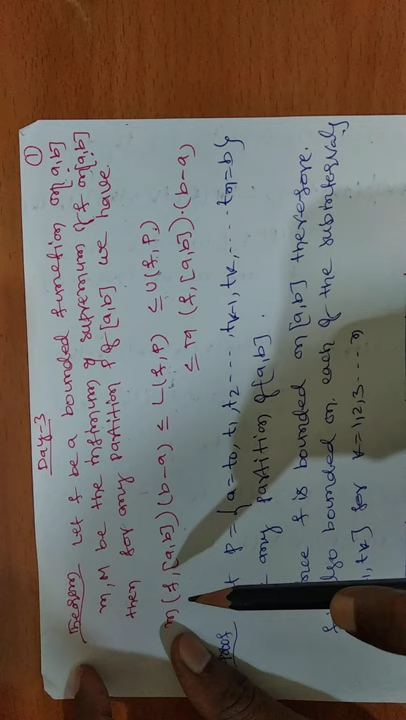 Day-3
①
Theorem Let f be a bounded function on [a,b]
m, M be the infimum & supremum of f on [a,b]
then for any partition P of [a,b] we have
m(f,[a,b])(b-a) ≤ L(f,P) ≤ U(f,P)
≤ M(f,[a,b])·(b-a)
Proof P = {a=t0, t1, t2 ---- tk-1, tk, .... tn=b}
any partition of [a,b].
f is bounded on [a,b] therefore.
also bounded on each of the subintervals
, tk] for k=1,2,3.... n